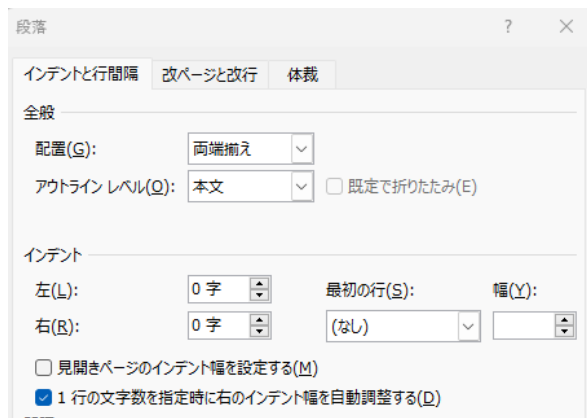 段落 ?
インデントと行間隔 改ページと改行 体裁
全般
配置(G): 両端揃え
アウトライン レベル(O): 本文 既定で折りたたみ(E)
インデント
左(L): 0 字 最初の行(S): 幅(Y):
右(R): 0 字 (なし)
見開きページのインデント幅を設定する(M)
1 行の文字数を指定時に右のインデント幅を自動調整する(D)